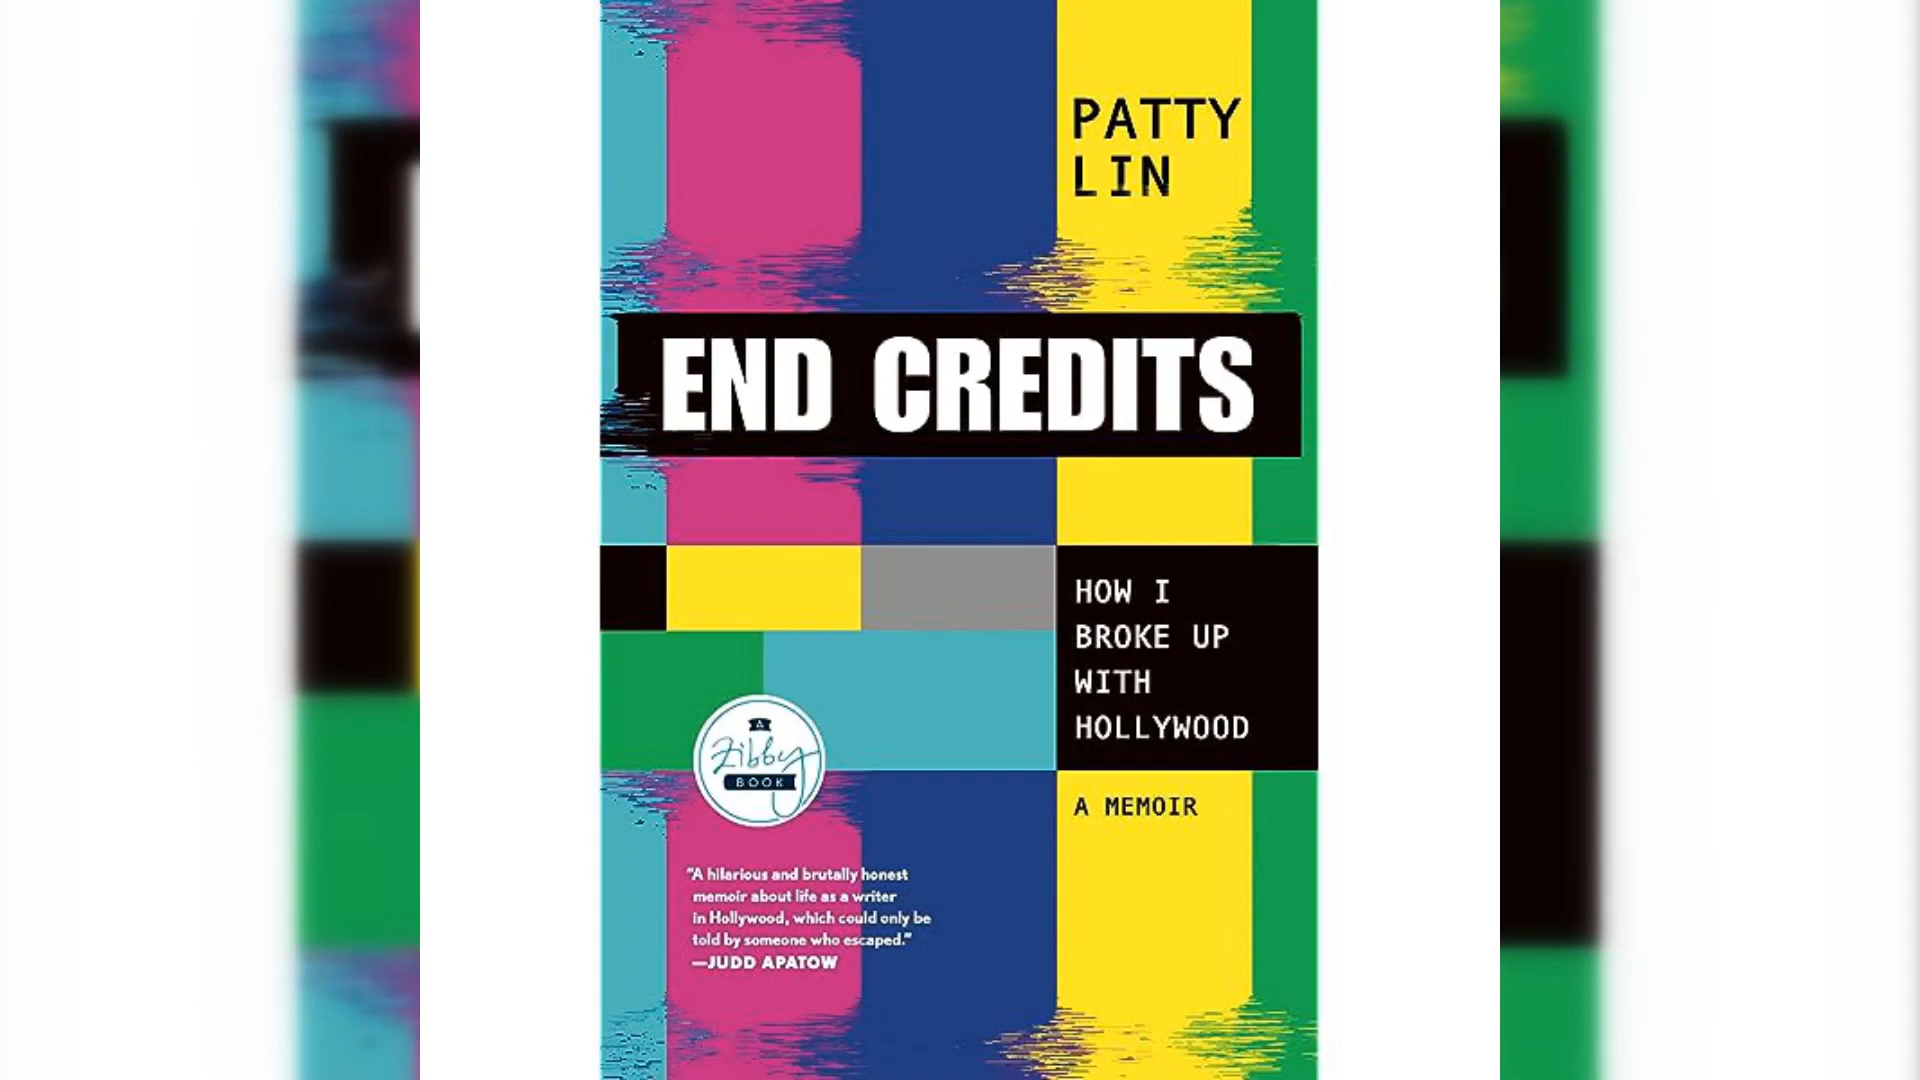 PATTY
LIN
END CREDITS
HOW I
BROKE UP
WITH
HOLLYWOOD
A
Zibby
BOOK
A MEMOIR
“A hilarious and brutally honest
memoir about life as a writer
in Hollywood, which could only be
told by someone who escaped.”
—JUDD APATOW